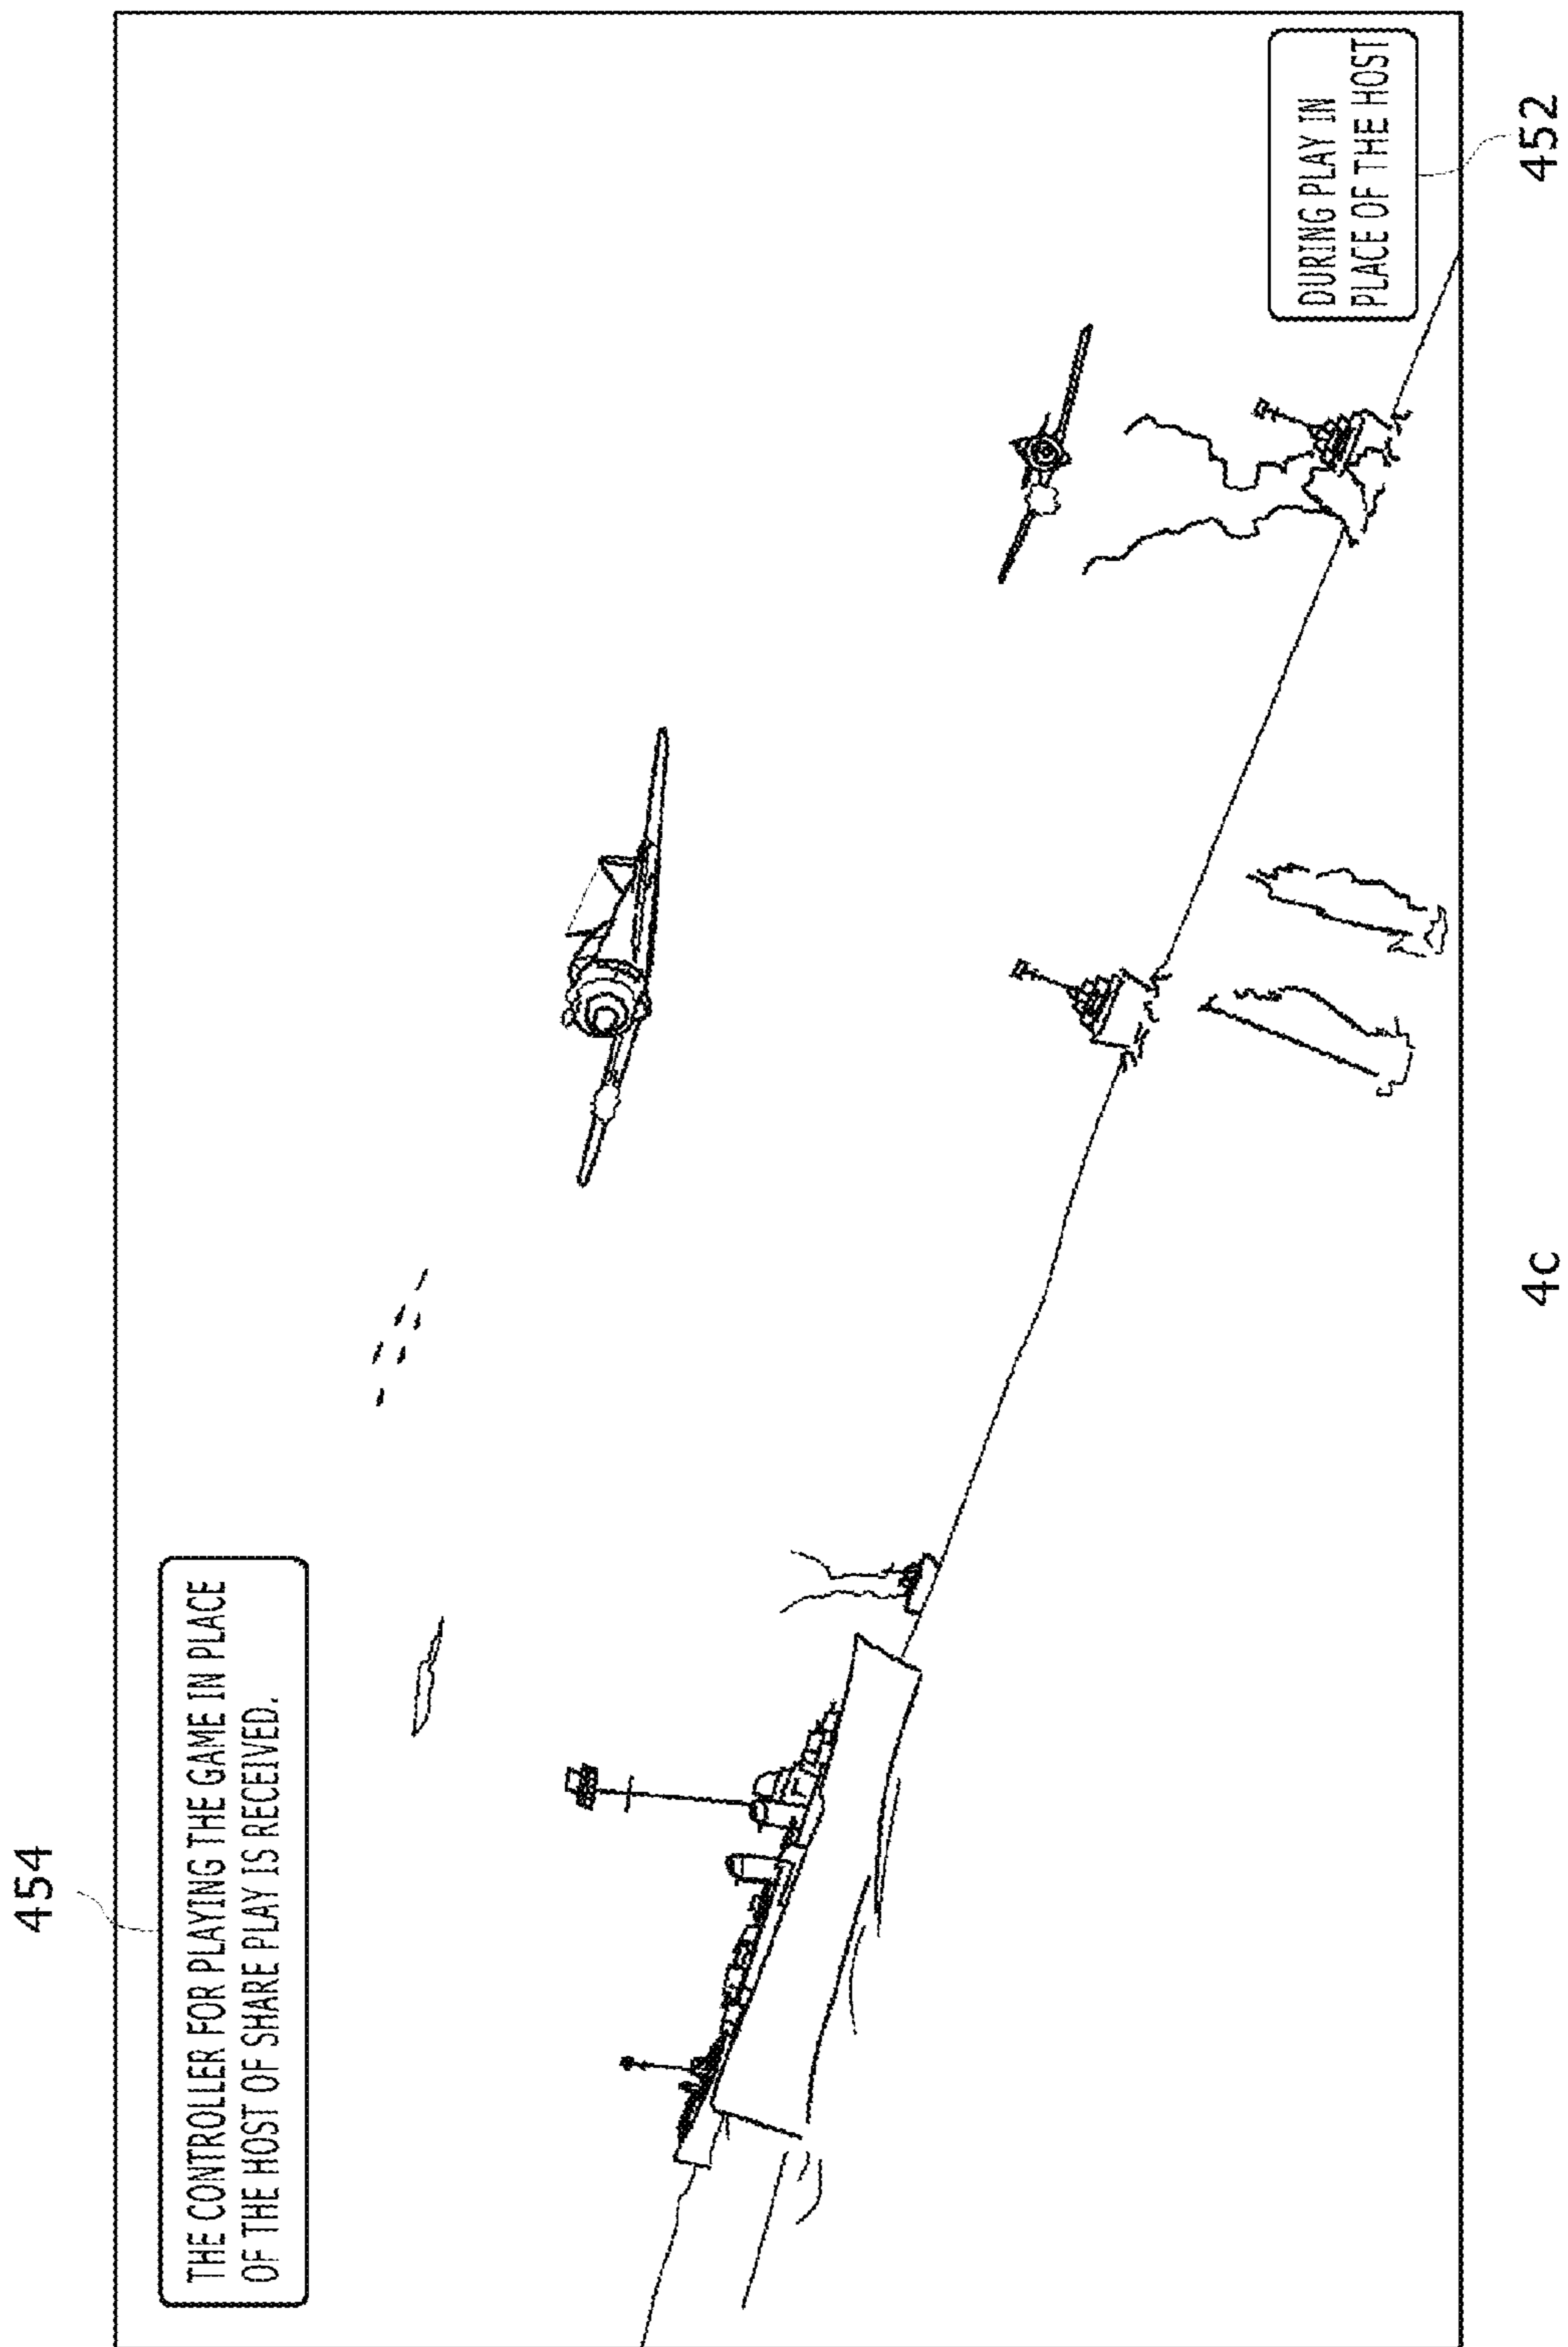 454
THE CONTROLLER FOR PLAYING THE GAME IN PLACE
OF THE HOST OF SHARE PLAY IS RECEIVED.
DURING PLAY IN
PLACE OF THE HOST
452
4c